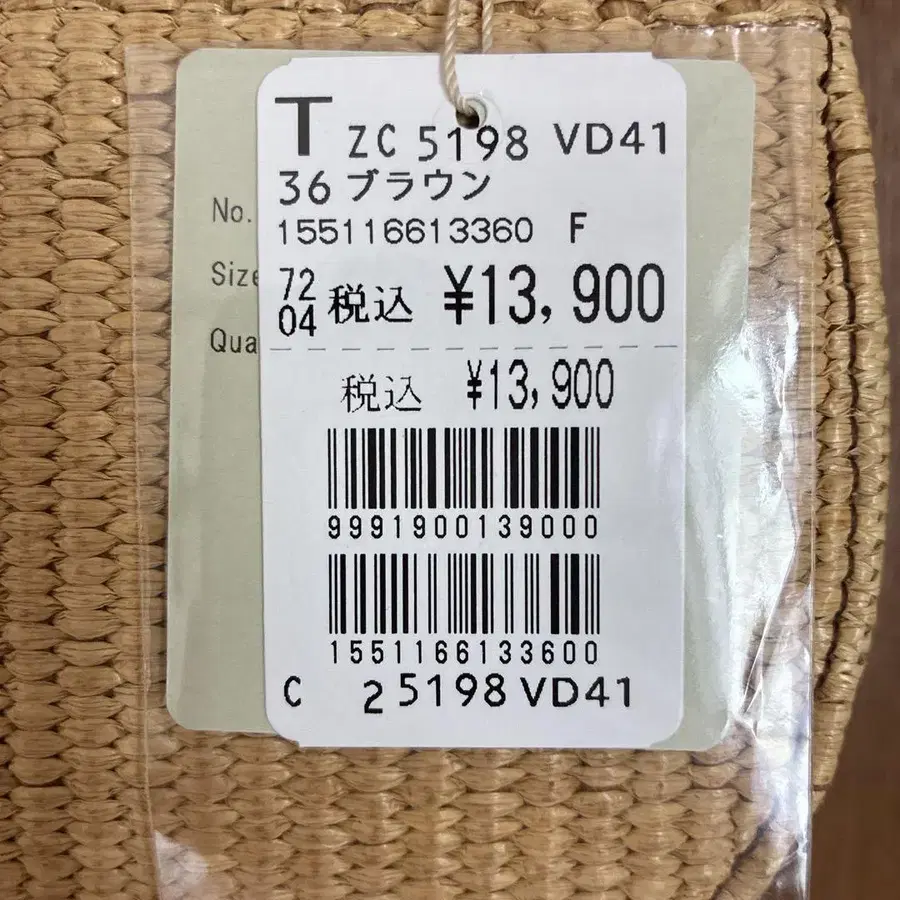 T ZC 5198 VD41
36 ブラウン
155116613360 F
No.
Size
72
04 税込 ¥13,900
Qua
税込 ¥13,900
9991900139000
1551166133600
C 2 5198 VD41